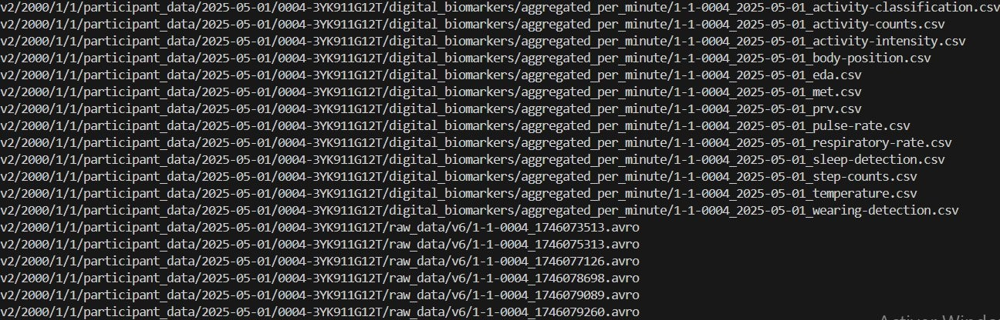 v2/2000/1/1/participant_data/2025-05-01/0004-3YK911G12T/digital_biomarkers/aggregated_per_minute/1-1-0004_2025-05-01_activity-classification.csv
v2/2000/1/1/participant_data/2025-05-01/0004-3YK911G12T/digital_biomarkers/aggregated_per_minute/1-1-0004_2025-05-01_activity-counts.csv
v2/2000/1/1/participant_data/2025-05-01/0004-3YK911G12T/digital_biomarkers/aggregated_per_minute/1-1-0004_2025-05-01_activity-intensity.csv
v2/2000/1/1/participant_data/2025-05-01/0004-3YK911G12T/digital_biomarkers/aggregated_per_minute/1-1-0004_2025-05-01_body-position.csv
v2/2000/1/1/participant_data/2025-05-01/0004-3YK911G12T/digital_biomarkers/aggregated_per_minute/1-1-0004_2025-05-01_eda.csv
v2/2000/1/1/participant_data/2025-05-01/0004-3YK911G12T/digital_biomarkers/aggregated_per_minute/1-1-0004_2025-05-01_met.csv
v2/2000/1/1/participant_data/2025-05-01/0004-3YK911G12T/digital_biomarkers/aggregated_per_minute/1-1-0004_2025-05-01_prv.csv
v2/2000/1/1/participant_data/2025-05-01/0004-3YK911G12T/digital_biomarkers/aggregated_per_minute/1-1-0004_2025-05-01_pulse-rate.csv
v2/2000/1/1/participant_data/2025-05-01/0004-3YK911G12T/digital_biomarkers/aggregated_per_minute/1-1-0004_2025-05-01_respiratory-rate.csv
v2/2000/1/1/participant_data/2025-05-01/0004-3YK911G12T/digital_biomarkers/aggregated_per_minute/1-1-0004_2025-05-01_sleep-detection.csv
v2/2000/1/1/participant_data/2025-05-01/0004-3YK911G12T/digital_biomarkers/aggregated_per_minute/1-1-0004_2025-05-01_step-counts.csv
v2/2000/1/1/participant_data/2025-05-01/0004-3YK911G12T/digital_biomarkers/aggregated_per_minute/1-1-0004_2025-05-01_temperature.csv
v2/2000/1/1/participant_data/2025-05-01/0004-3YK911G12T/digital_biomarkers/aggregated_per_minute/1-1-0004_2025-05-01_wearing-detection.csv
v2/2000/1/1/participant_data/2025-05-01/0004-3YK911G12T/raw_data/v6/1-1-0004_1746073513.avro
v2/2000/1/1/participant_data/2025-05-01/0004-3YK911G12T/raw_data/v6/1-1-0004_1746075313.avro
v2/2000/1/1/participant_data/2025-05-01/0004-3YK911G12T/raw_data/v6/1-1-0004_1746077126.avro
v2/2000/1/1/participant_data/2025-05-01/0004-3YK911G12T/raw_data/v6/1-1-0004_1746078698.avro
v2/2000/1/1/participant_data/2025-05-01/0004-3YK911G12T/raw_data/v6/1-1-0004_1746079089.avro
v2/2000/1/1/participant_data/2025-05-01/0004-3YK911G12T/raw_data/v6/1-1-0004_1746079260.avro